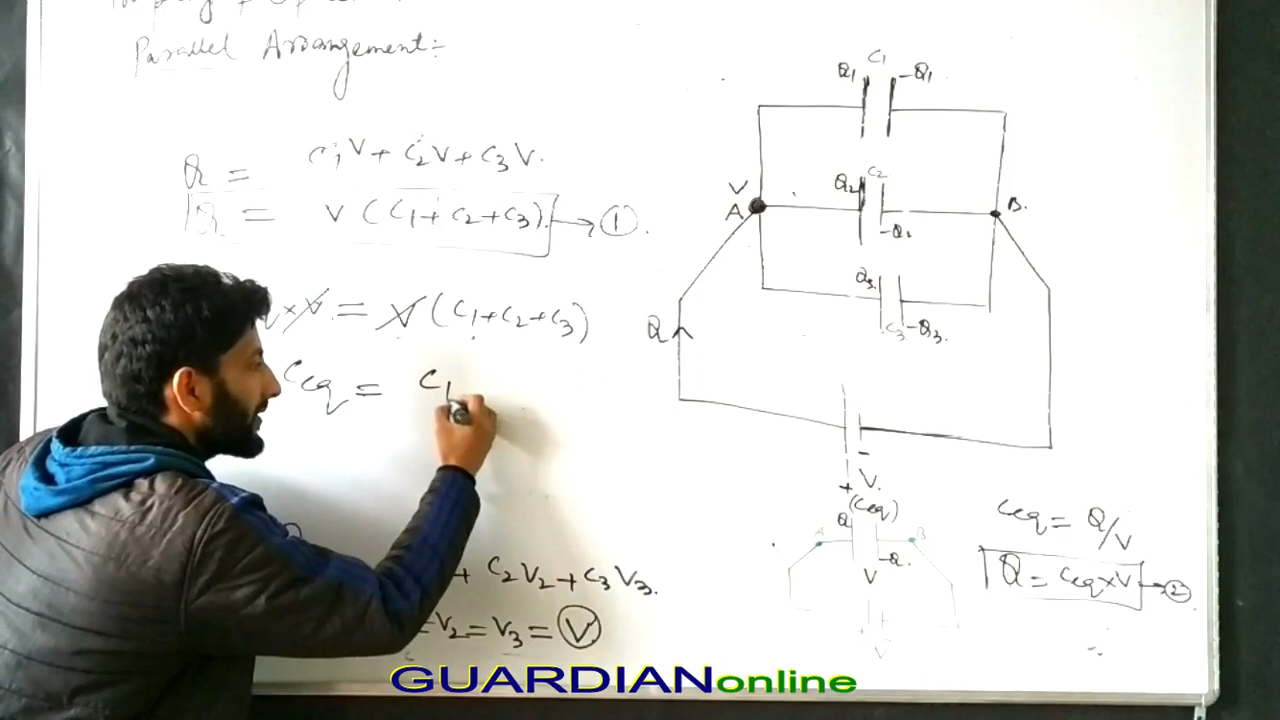 Parallel Arrangement:-
Q = C1V + C2V + C3V.
Q = V (C1 + C2 + C3). → ①.
q × V = V (C1 + C2 + C3)
Ceq = C1
+ C2V2 + C3V3.
= V2 = V3 = V
C1
Q1 -Q1
V
A
Q2 C2
B.
Q3.
C3 -Q3.
Q
-
+ V.
(Ceq)
A Q B
-Q.
V
+
V
Ceq = Q/V
Q = Ceq × V → ②
GUARDIANonline